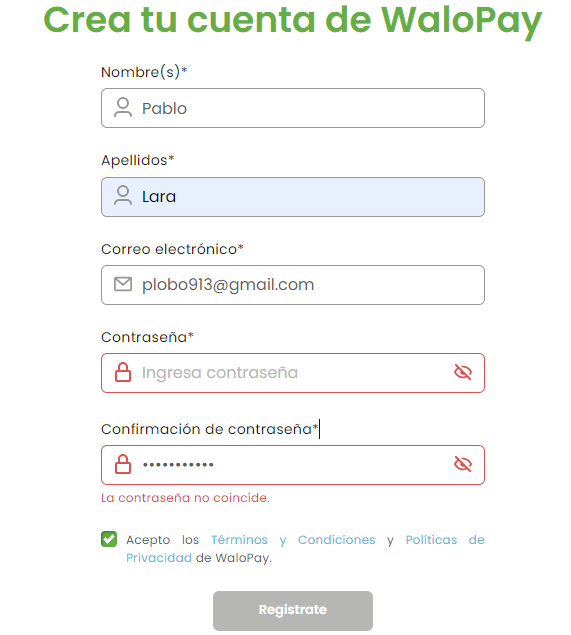 Crea tu cuenta de WaloPay
Nombre(s)*
Pablo
Apellidos*
Lara
Correo electrónico*
plobo913@gmail.com
Contraseña*
Ingresa contraseña
Confirmación de contraseña*
•••••••••••
La contraseña no coincide.
Acepto los Términos y Condiciones y Políticas de
Privacidad de WaloPay.
Registrate